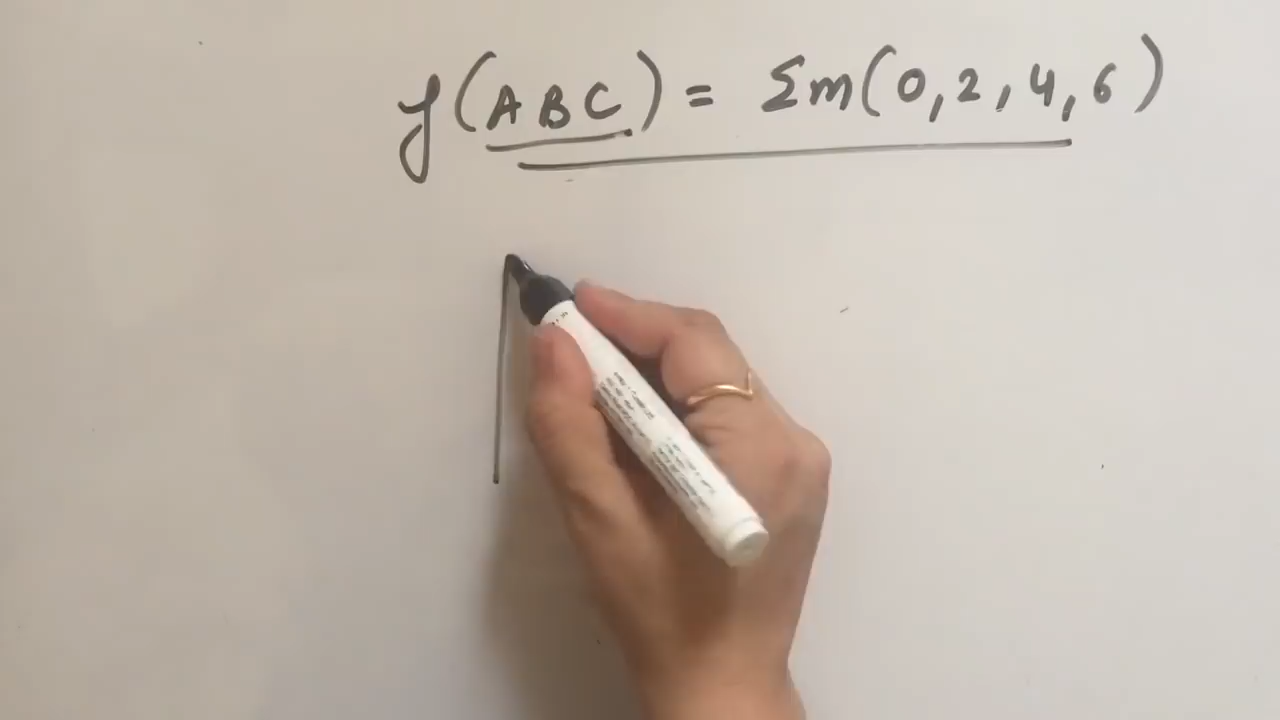 y(ABC) = Σm(0,2,4,6)